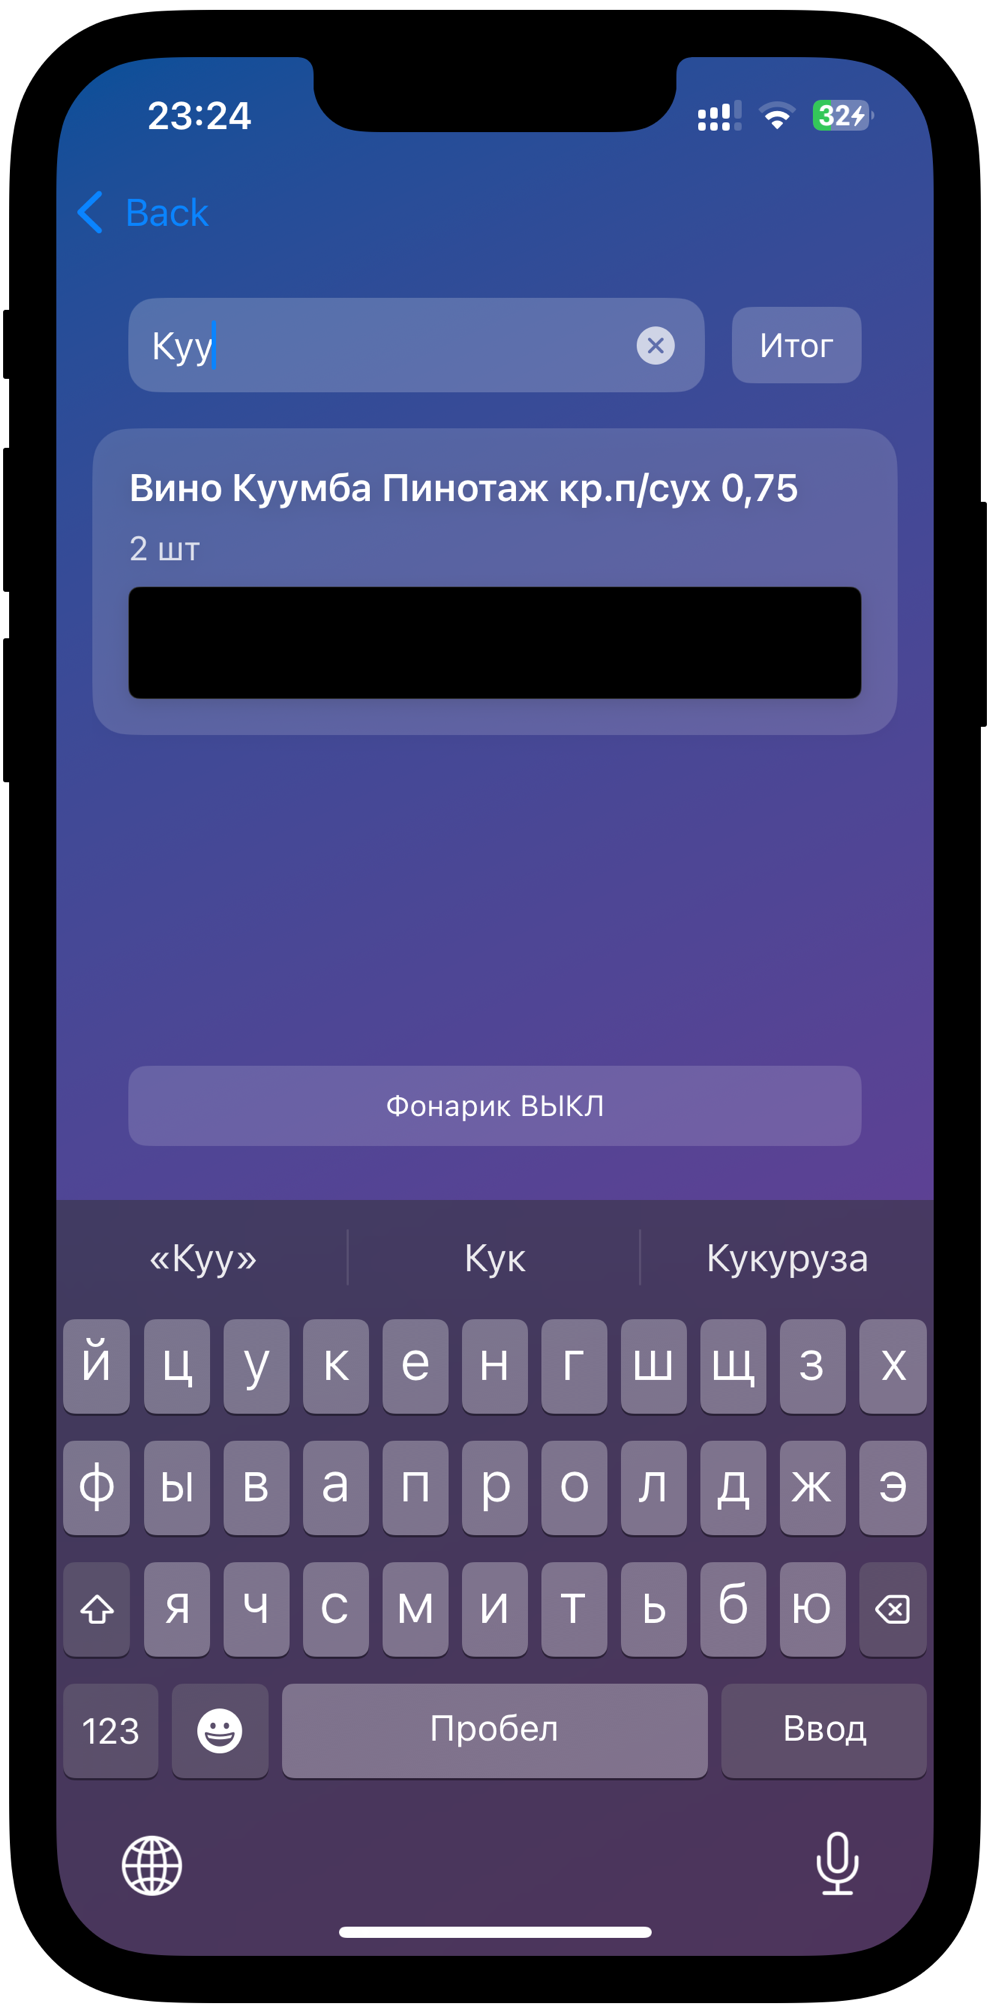 23:24
32
Back
Куу
Итог
Вино Куумба Пинотаж кр.п/сух 0,75
2 шт
Фонарик ВЫКЛ
«Куу» Кук Кукуруза
й ц у к е н г ш щ з х
ф ы в а п р о л д ж э
я ч с м и т ь б ю
123 Пробел Ввод